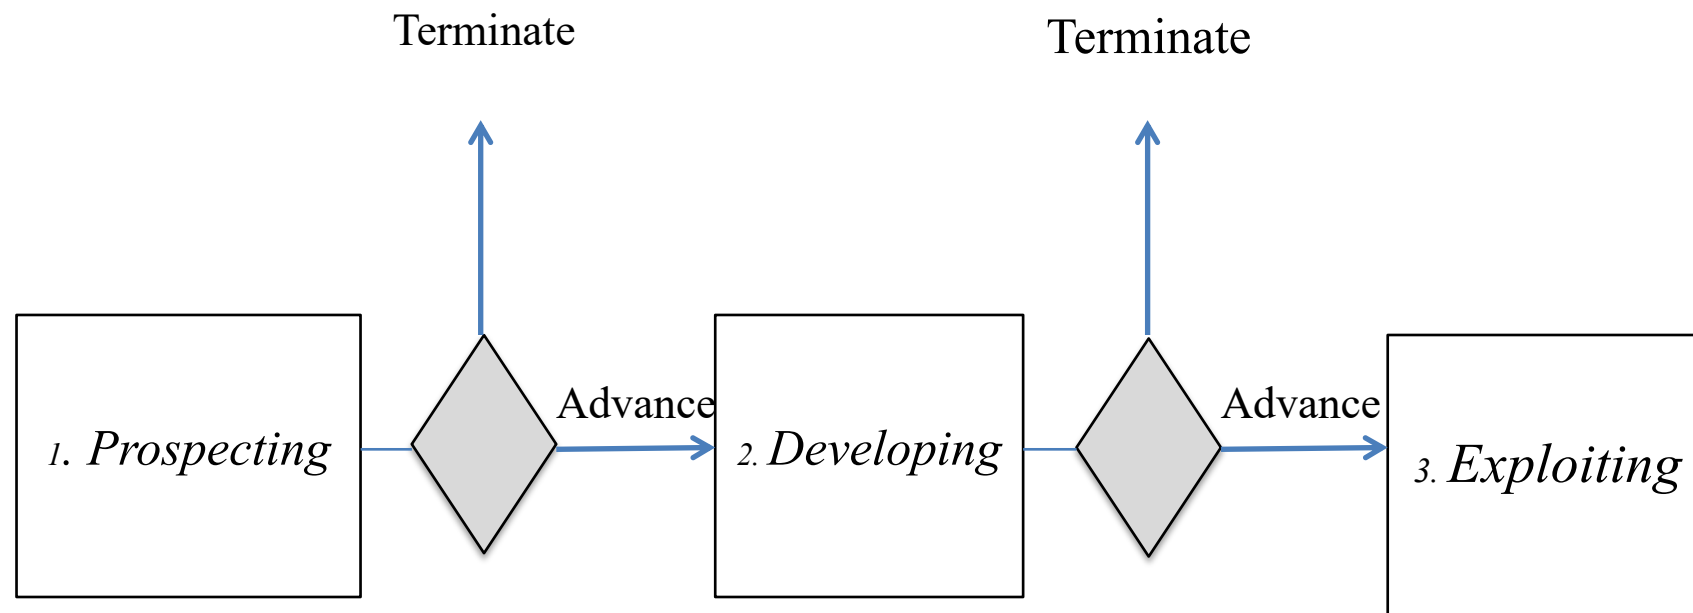 Terminate
Terminate
Advance
Advance
1. Prospecting
2. Developing
3. Exploiting